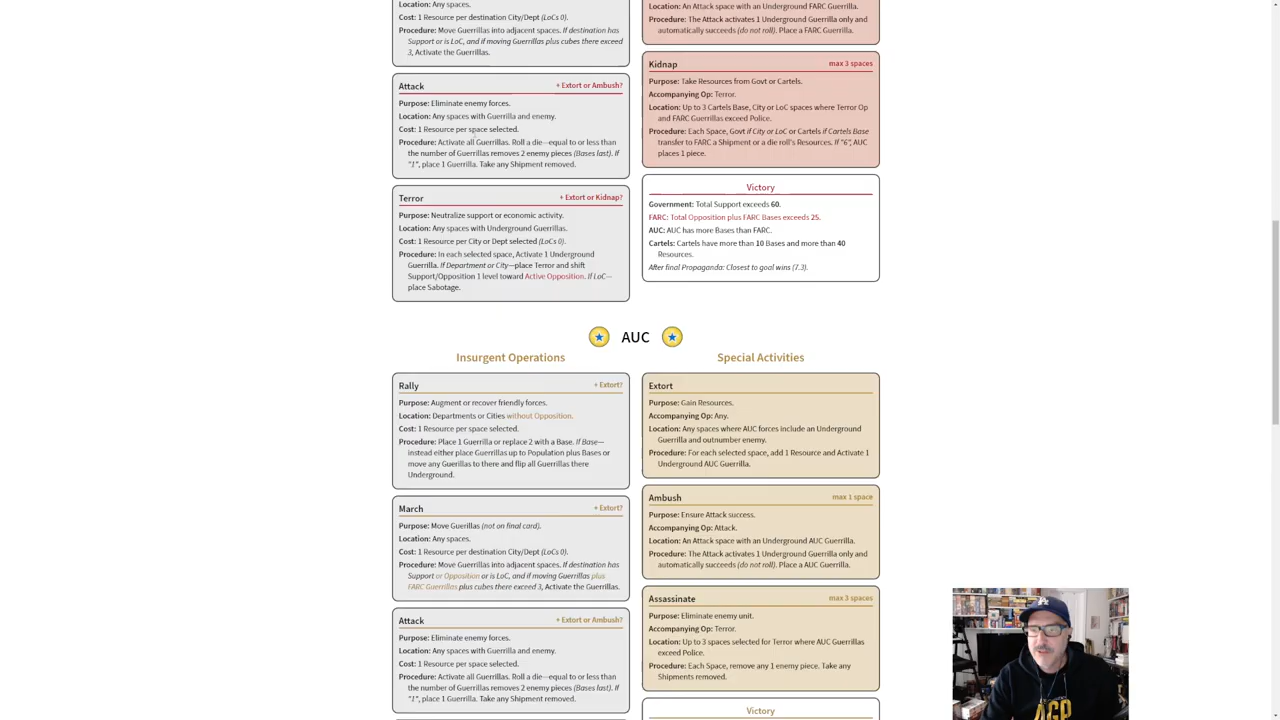 Location: Any spaces.
Cost: 1 Resource per destination City/Dept (LoCs 0).
Procedure: Move Guerrillas into adjacent spaces. If destination has
Support or is LoC, and if moving Guerrillas plus cubes there exceed
3, Activate the Guerrillas.
Attack + Extort or Ambush?
Purpose: Eliminate enemy forces.
Location: Any spaces with Guerrilla and enemy.
Cost: 1 Resource per space selected.
Procedure: Activate all Guerrillas. Roll a die—equal to or less than
the number of Guerrillas removes 2 enemy pieces (Bases last). If
"1", place 1 Guerrilla. Take any Shipment removed.
Terror + Extort or Kidnap?
Purpose: Neutralize support or economic activity.
Location: Any spaces with Underground Guerrillas.
Cost: 1 Resource per City or Dept selected (LoCs 0).
Procedure: In each selected space, Activate 1 Underground
Guerrilla. If Department or City—place Terror and shift
Support/Opposition 1 level toward Active Opposition. If LoC—
place Sabotage.
Location: An Attack space with an Underground FARC Guerrilla.
Procedure: The Attack activates 1 Underground Guerrilla only and
automatically succeeds (do not roll). Place a FARC Guerrilla.
Kidnap max 3 spaces
Purpose: Take Resources from Govt or Cartels.
Accompanying Op: Terror.
Location: Up to 3 Cartels Base, City or LoC spaces where Terror Op
and FARC Guerrillas exceed Police.
Procedure: Each Space, Govt if City or LoC or Cartels if Cartels Base
transfer to FARC a Shipment or a die roll's Resources. If "6", AUC
places 1 piece.
Victory
Government: Total Support exceeds 60.
FARC: Total Opposition plus FARC Bases exceeds 25.
AUC: AUC has more Bases than FARC.
Cartels: Cartels have more than 10 Bases and more than 40
Resources.
After final Propaganda: Closest to goal wins (7.3).
AUC
Insurgent Operations
Rally + Extort?
Purpose: Augment or recover friendly forces.
Location: Departments or Cities without Opposition.
Cost: 1 Resource per space selected.
Procedure: Place 1 Guerrilla or replace 2 with a Base. If Base—
instead either place Guerrillas up to Population plus Bases or
move any Guerillas to there and flip all Guerrillas there
Underground.
March + Extort?
Purpose: Move Guerillas (not on final card).
Location: Any spaces.
Cost: 1 Resource per destination City/Dept (LoCs 0).
Procedure: Move Guerrillas into adjacent spaces. If destination has
Support or Opposition or is LoC, and if moving Guerrillas plus
FARC Guerrillas plus cubes there exceed 3, Activate the Guerrillas.
Attack + Extort or Ambush?
Purpose: Eliminate enemy forces.
Location: Any spaces with Guerrilla and enemy.
Cost: 1 Resource per space selected.
Procedure: Activate all Guerrillas. Roll a die—equal to or less than
the number of Guerrillas removes 2 enemy pieces (Bases last). If
"1", place 1 Guerrilla. Take any Shipment removed.
Special Activities
Extort
Purpose: Gain Resources.
Accompanying Op: Any.
Location: Any spaces where AUC forces include an Underground
Guerrilla and outnumber enemy.
Procedure: For each selected space, add 1 Resource and Activate 1
Underground AUC Guerrilla.
Ambush max 1 space
Purpose: Ensure Attack success.
Accompanying Op: Attack.
Location: An Attack space with an Underground AUC Guerrilla.
Procedure: The Attack activates 1 Underground Guerrilla only and
automatically succeeds (do not roll). Place a AUC Guerrilla.
Assassinate max 3 spaces
Purpose: Eliminate enemy unit.
Accompanying Op: Terror.
Location: Up to 3 spaces selected for Terror where AUC Guerrillas
exceed Police.
Procedure: Each Space, remove any 1 enemy piece. Take any
Shipments removed.
Victory